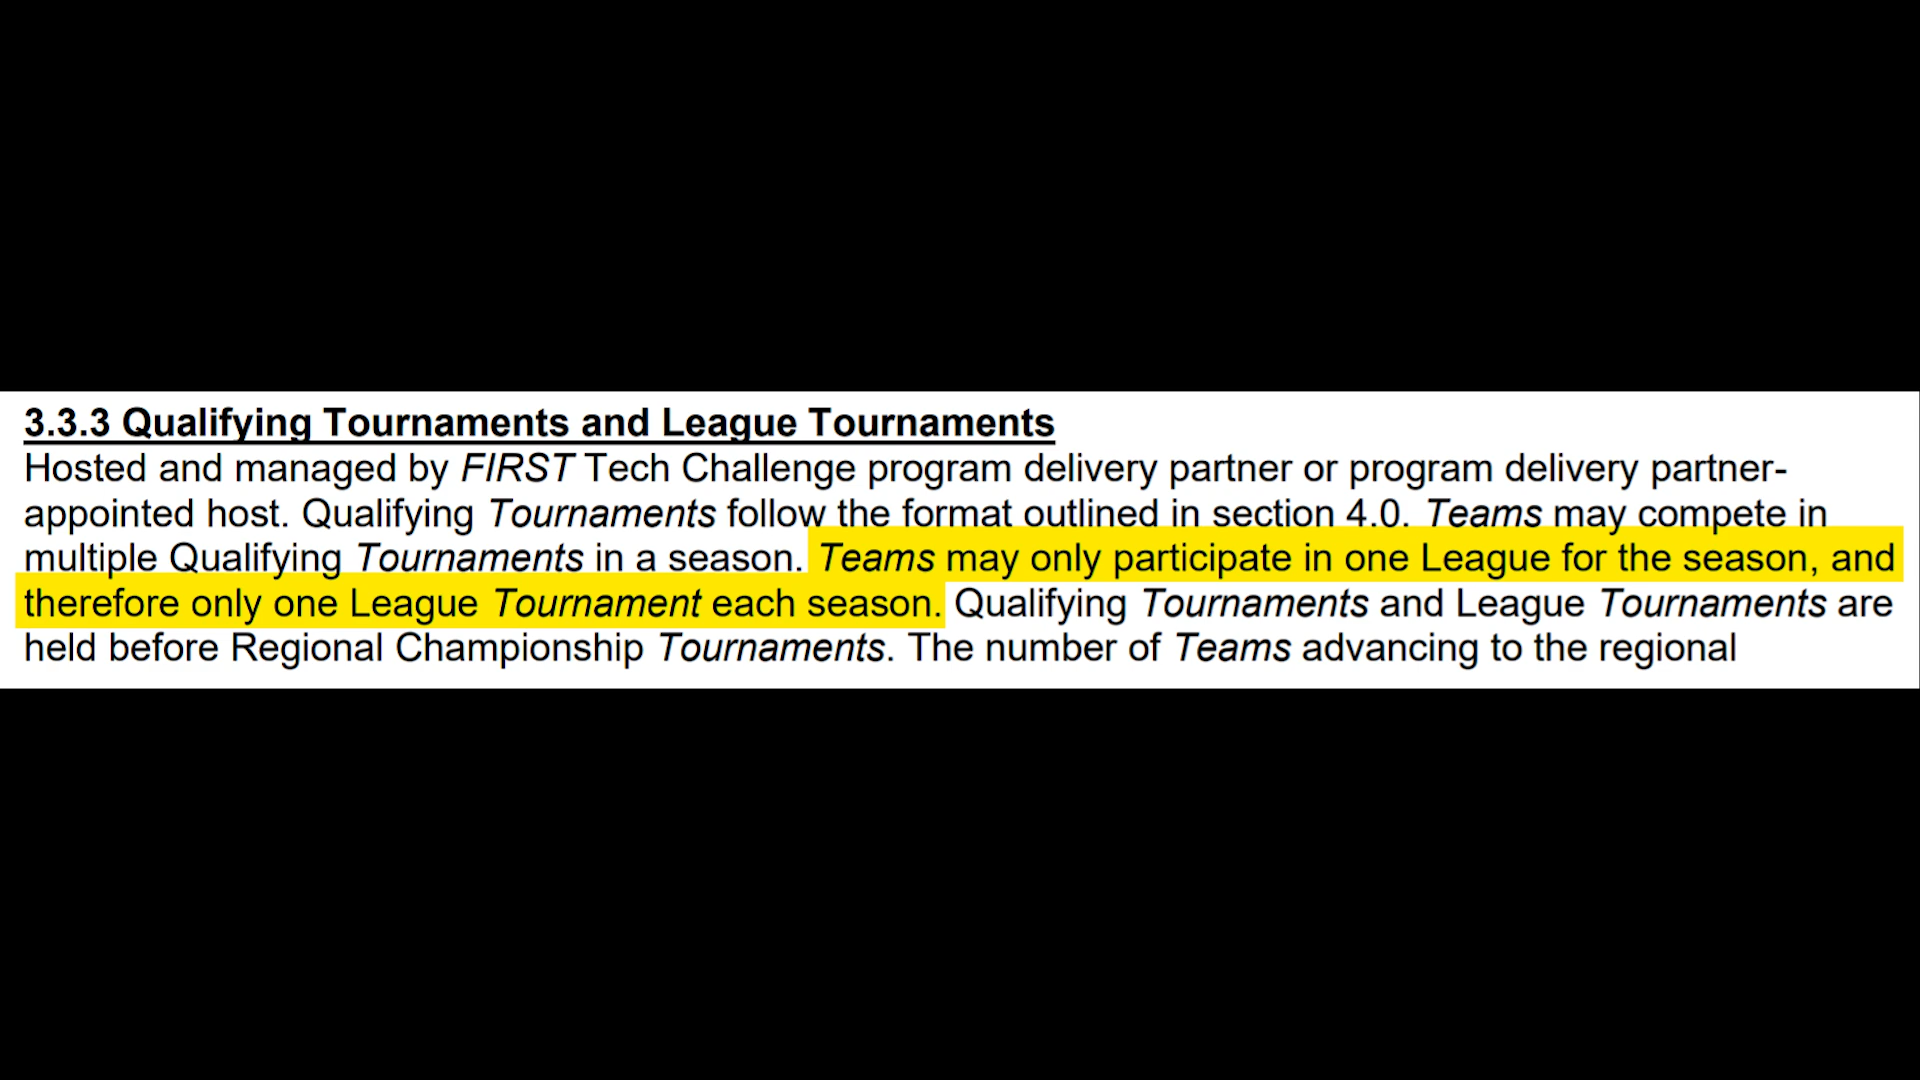 3.3.3 Qualifying Tournaments and League Tournaments
Hosted and managed by FIRST Tech Challenge program delivery partner or program delivery partner-
appointed host. Qualifying Tournaments follow the format outlined in section 4.0. Teams may compete in
multiple Qualifying Tournaments in a season. Teams may only participate in one League for the season, and
therefore only one League Tournament each season. Qualifying Tournaments and League Tournaments are
held before Regional Championship Tournaments. The number of Teams advancing to the regional